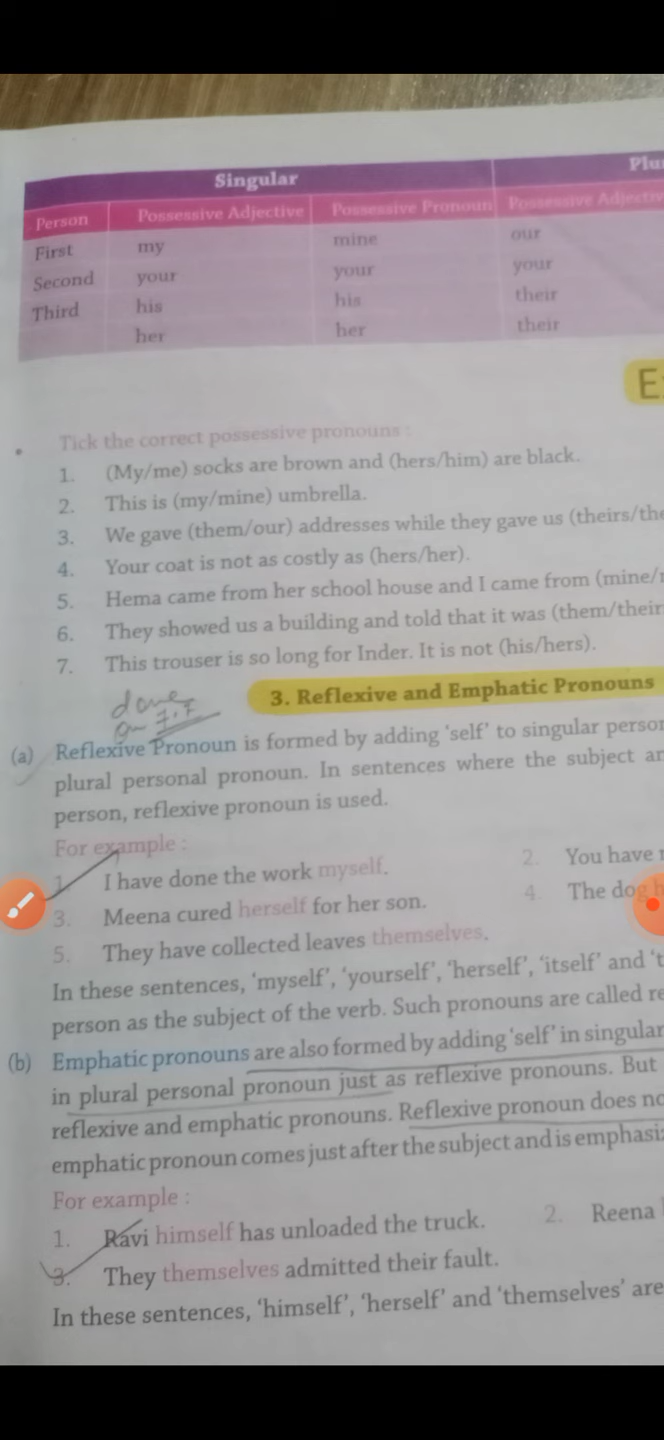 Singular
Person Possessive Adjective Possessive Pronoun Possessive
First my mine our
Second your your your
Third his his their
her her their
Tick the correct possessive pronouns :
1. (My/me) socks are brown and (hers/him) are black.
2. This is (my/mine) umbrella.
3. We gave (them/our) addresses while they gave us (theirs/the
4. Your coat is not as costly as (hers/her).
5. Hema came from her school house and I came from (mine/
6. They showed us a building and told that it was (them/their
7. This trouser is so long for Inder. It is not (his/hers).
done
on 7.7
3. Reflexive and Emphatic Pronouns
(a) Reflexive Pronoun is formed by adding 'self' to singular
plural personal pronoun. In sentences where the subject
person, reflexive pronoun is used.
For example :
1. I have done the work myself.
2. You have
3. Meena cured herself for her son.
4. The dog
5. They have collected leaves themselves.
In these sentences, 'myself', 'yourself', 'herself', 'itself' and 't
person as the subject of the verb. Such pronouns are called re
(b) Emphatic pronouns are also formed by adding 'self' in singular
in plural personal pronoun just as reflexive pronouns. But
reflexive and emphatic pronouns. Reflexive pronoun does
emphatic pronoun comes just after the subject and is
For example :
1. Ravi himself has unloaded the truck.
2. Reena
3. They themselves admitted their fault.
In these sentences, 'himself', 'herself' and 'themselves' are